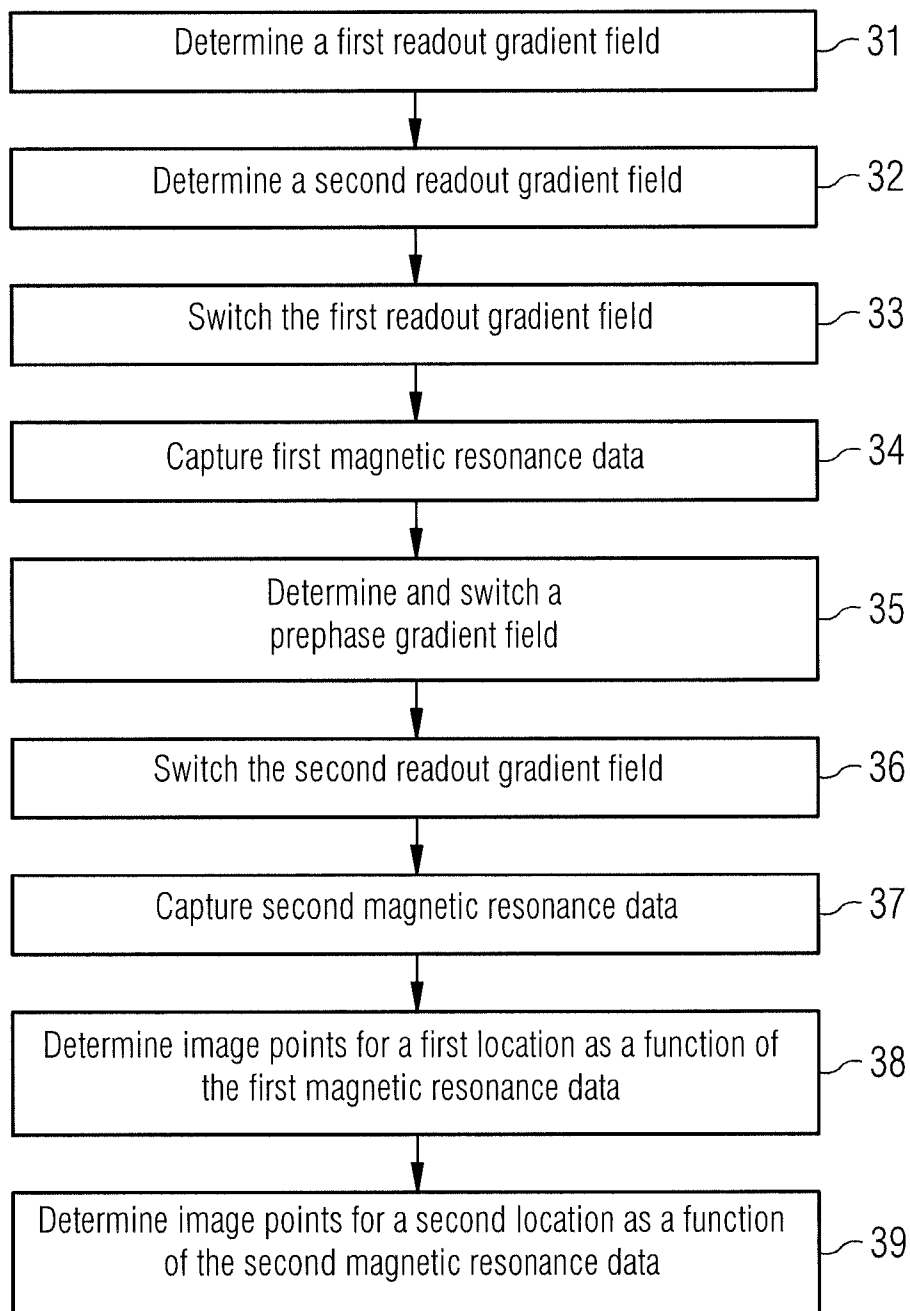 Determine a first readout gradient field
31
Determine a second readout gradient field
32
Switch the first readout gradient field
33
Capture first magnetic resonance data
34
Determine and switch a
prephase gradient field
35
Switch the second readout gradient field
36
Capture second magnetic resonance data
37
Determine image points for a first location as a function of
the first magnetic resonance data
38
Determine image points for a second location as a function
of the second magnetic resonance data
39